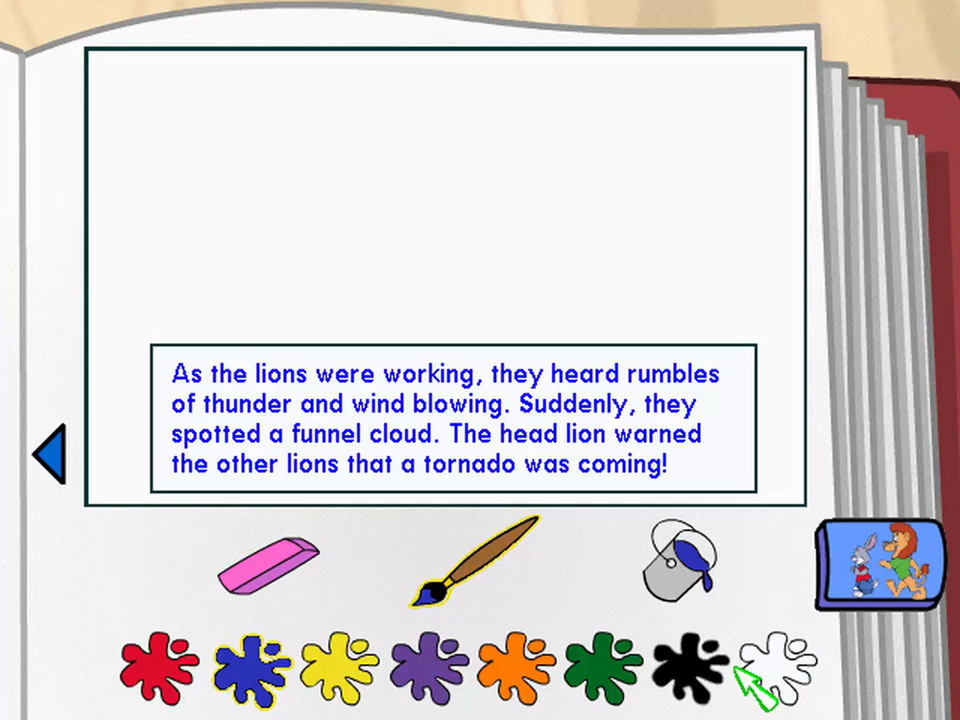 As the lions were working, they heard rumbles
of thunder and wind blowing. Suddenly, they
spotted a funnel cloud. The head lion warned
the other lions that a tornado was coming!